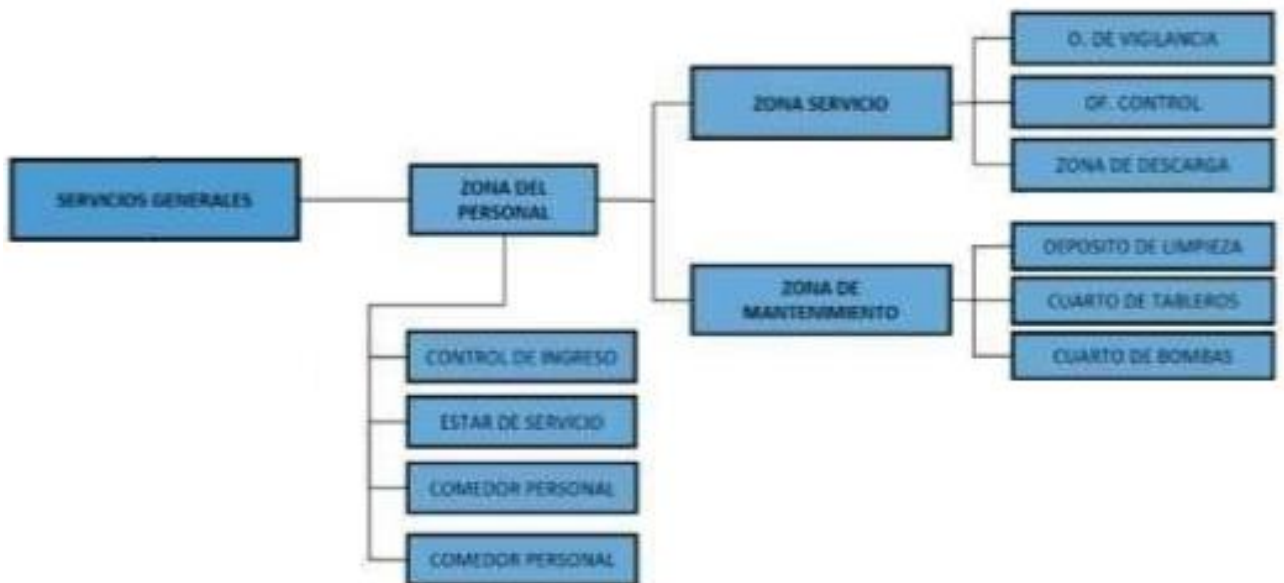 SERVICIOS GENERALES
ZONA DEL
PERSONAL
CONTROL DE INGRESO
ESTAR DE SERVICIO
COMEDOR PERSONAL
COMEDOR PERSONAL
ZONA SERVICIO
O. DE VIGILANCIA
OF. CONTROL
ZONA DE DESCARGA
ZONA DE
MANTENIMIENTO
DEPOSITO DE LIMPIEZA
CUARTO DE TABLEROS
CUARTO DE BOMBAS